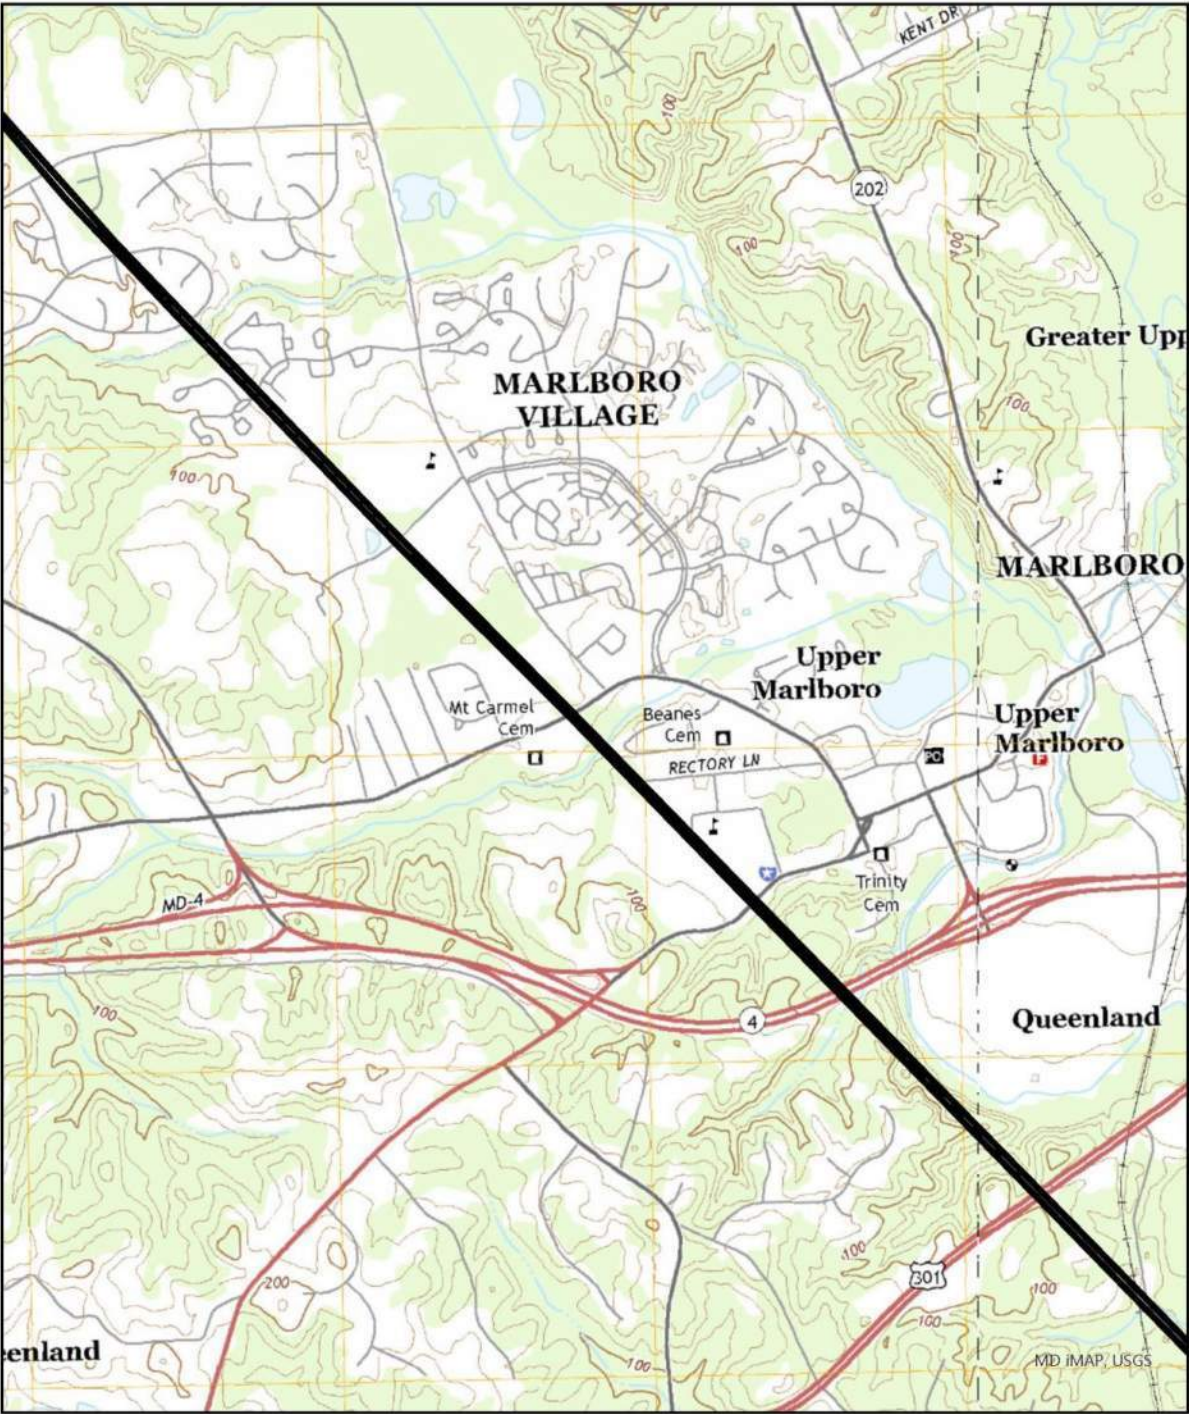 KENT DR
100
202
100
100
Greater Upp
MARLBORO
VILLAGE
100
100
MARLBORO
Upper
Marlboro
Mt Carmel
Cem
Beanes
Cem
Upper
Marlboro
PO
F
RECTORY LN
Trinity
Cem
MD-4
100
100
4
Queenland
100
301
200
100
100
100
eenland
MD iMAP, USGS